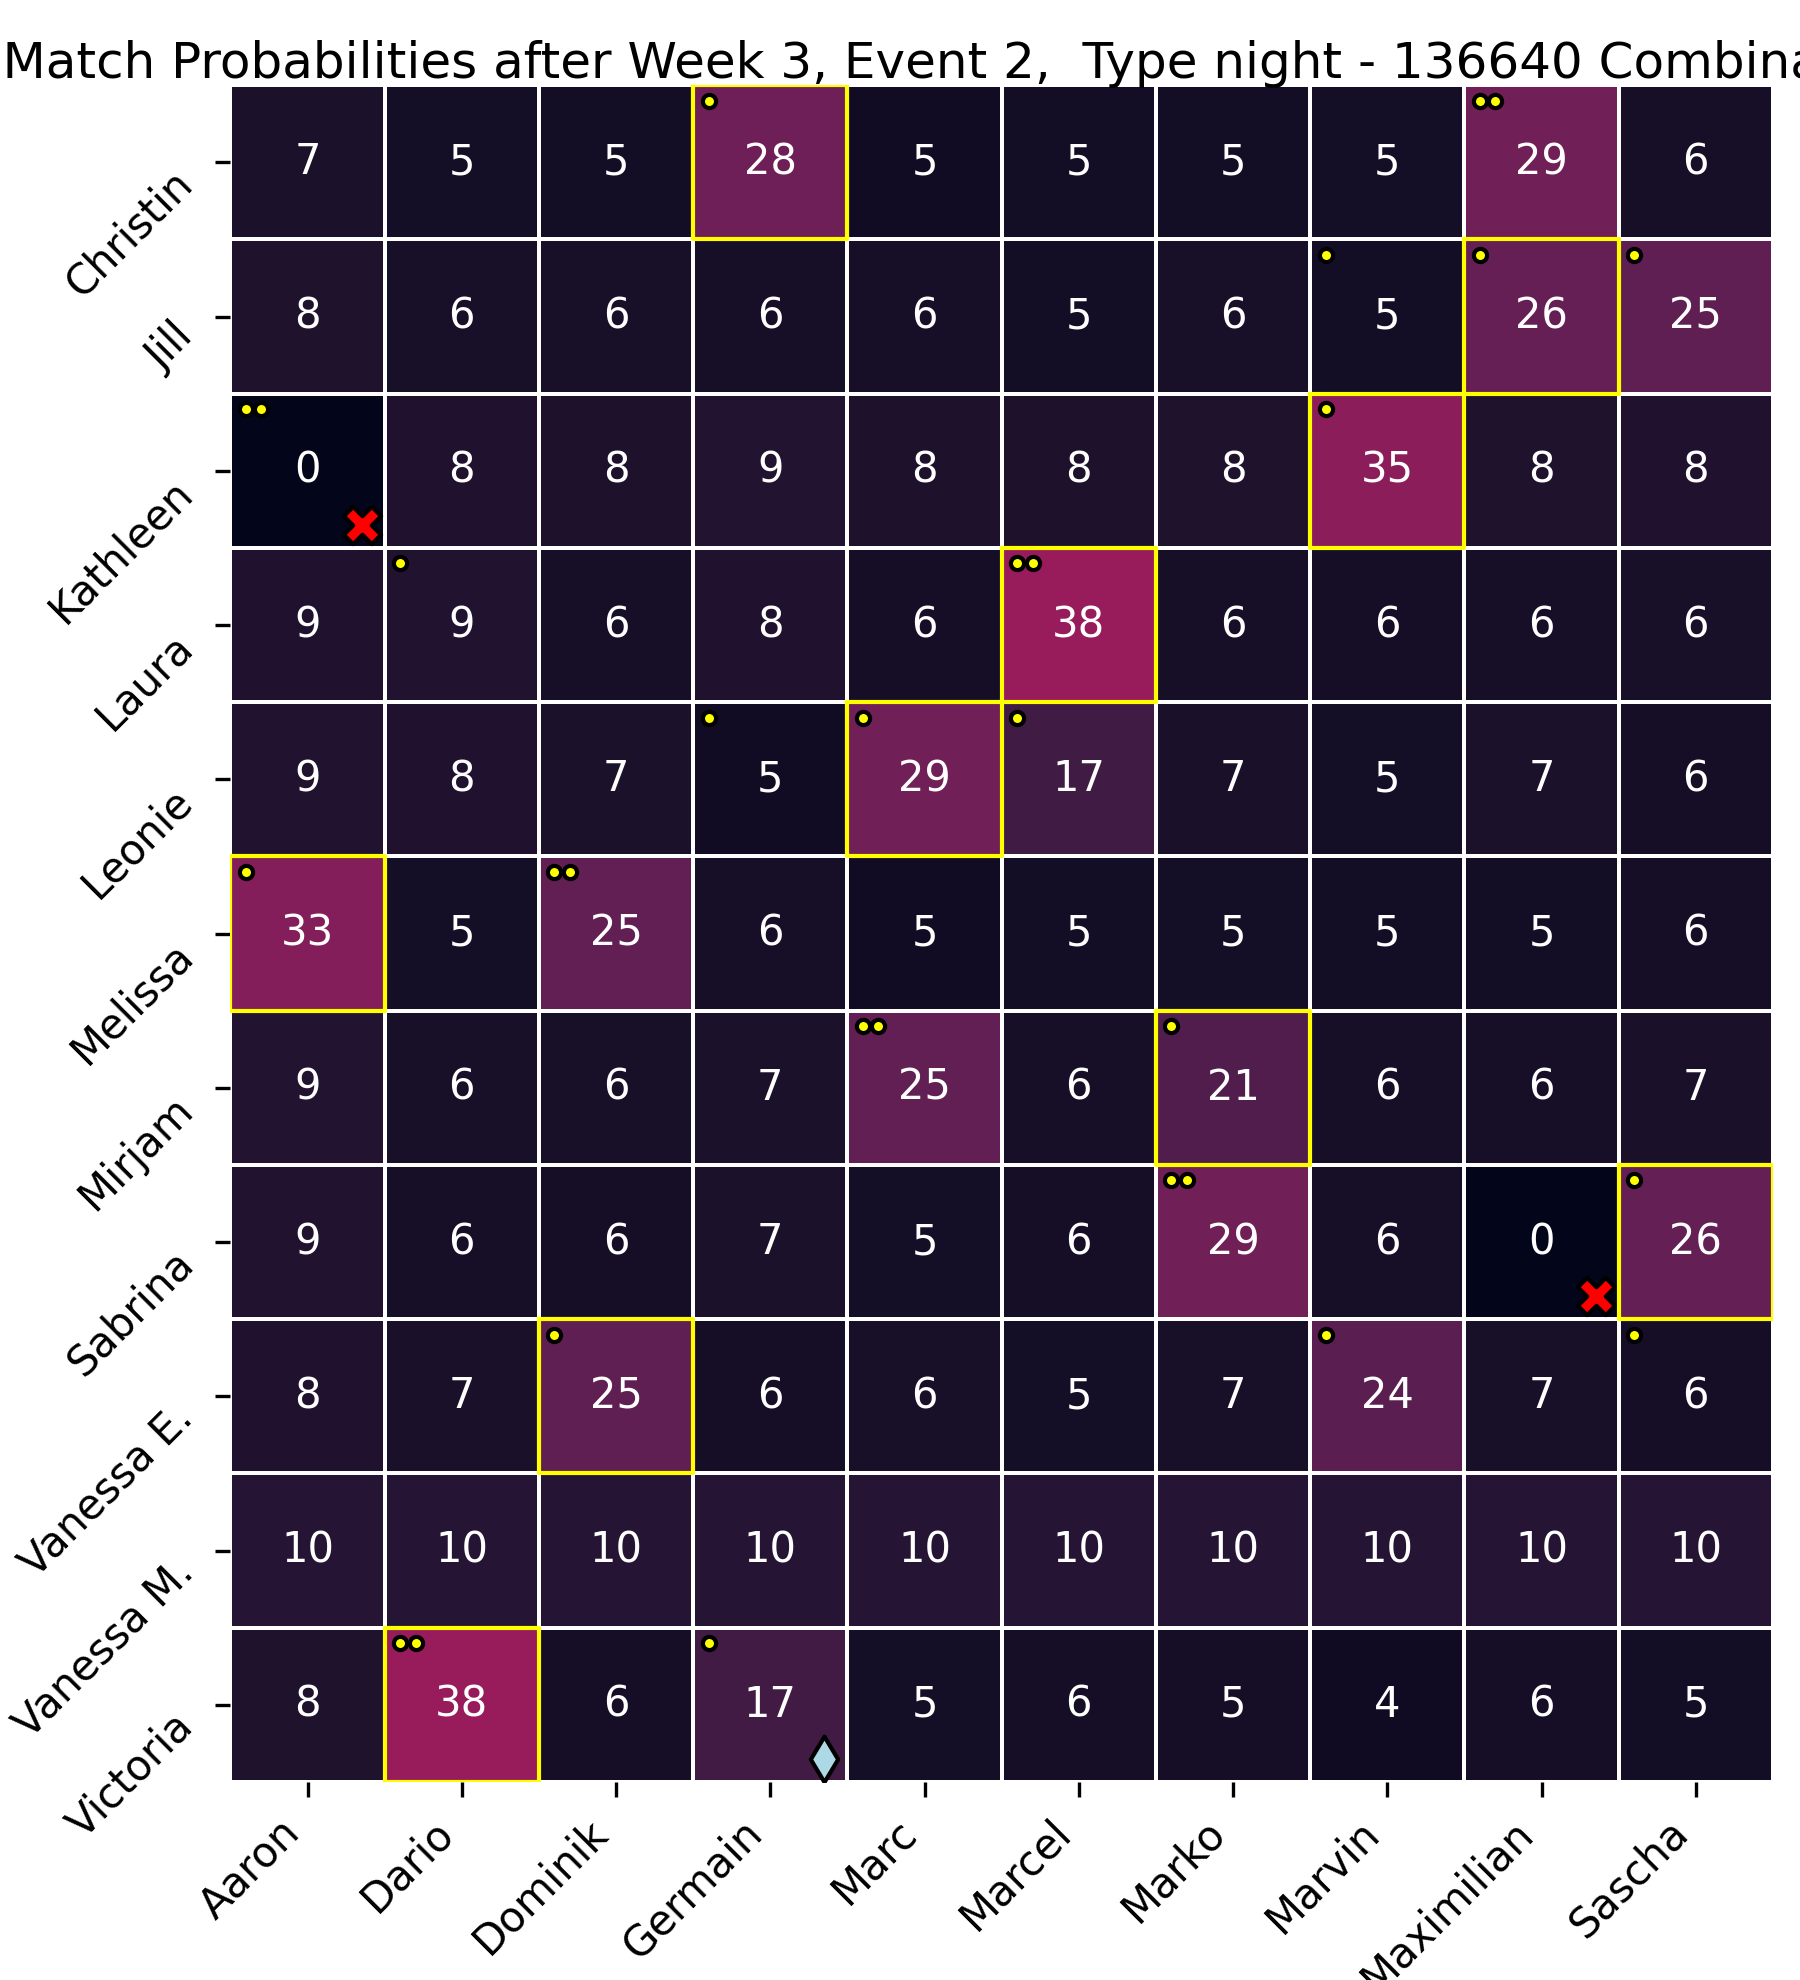 Match Probabilities after Week 3, Event 2, Type night - 136640
Christin 7 5 5 28 5 5 5 5 29 6
Jill 8 6 6 6 6 5 6 5 26 25
Kathleen 0 8 8 9 8 8 8 35 8 8
Laura 9 9 6 8 6 38 6 6 6 6
Leonie 9 8 7 5 29 17 7 5 7 6
Melissa 33 5 25 6 5 5 5 5 5 6
Mirjam 9 6 6 7 25 6 21 6 6 7
Sabrina 9 6 6 7 5 6 29 6 0 26
Vanessa E. 8 7 25 6 6 5 7 24 7 6
Vanessa M. 10 10 10 10 10 10 10 10 10 10
Victoria 8 38 6 17 5 6 5 4 6 5
Aaron Dario Dominik Germain Marc Marcel Marko Marvin Maximilian Sascha